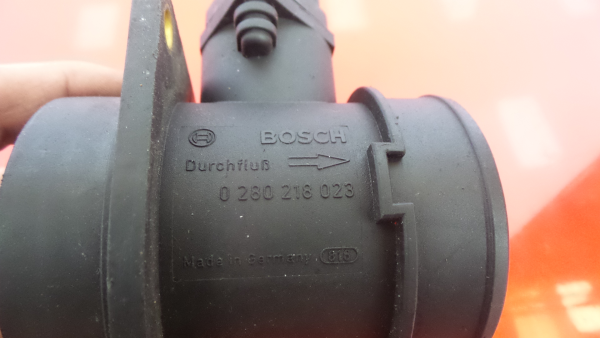 BOSCH
Durchfluß
0 280 218 023
Made in Germany